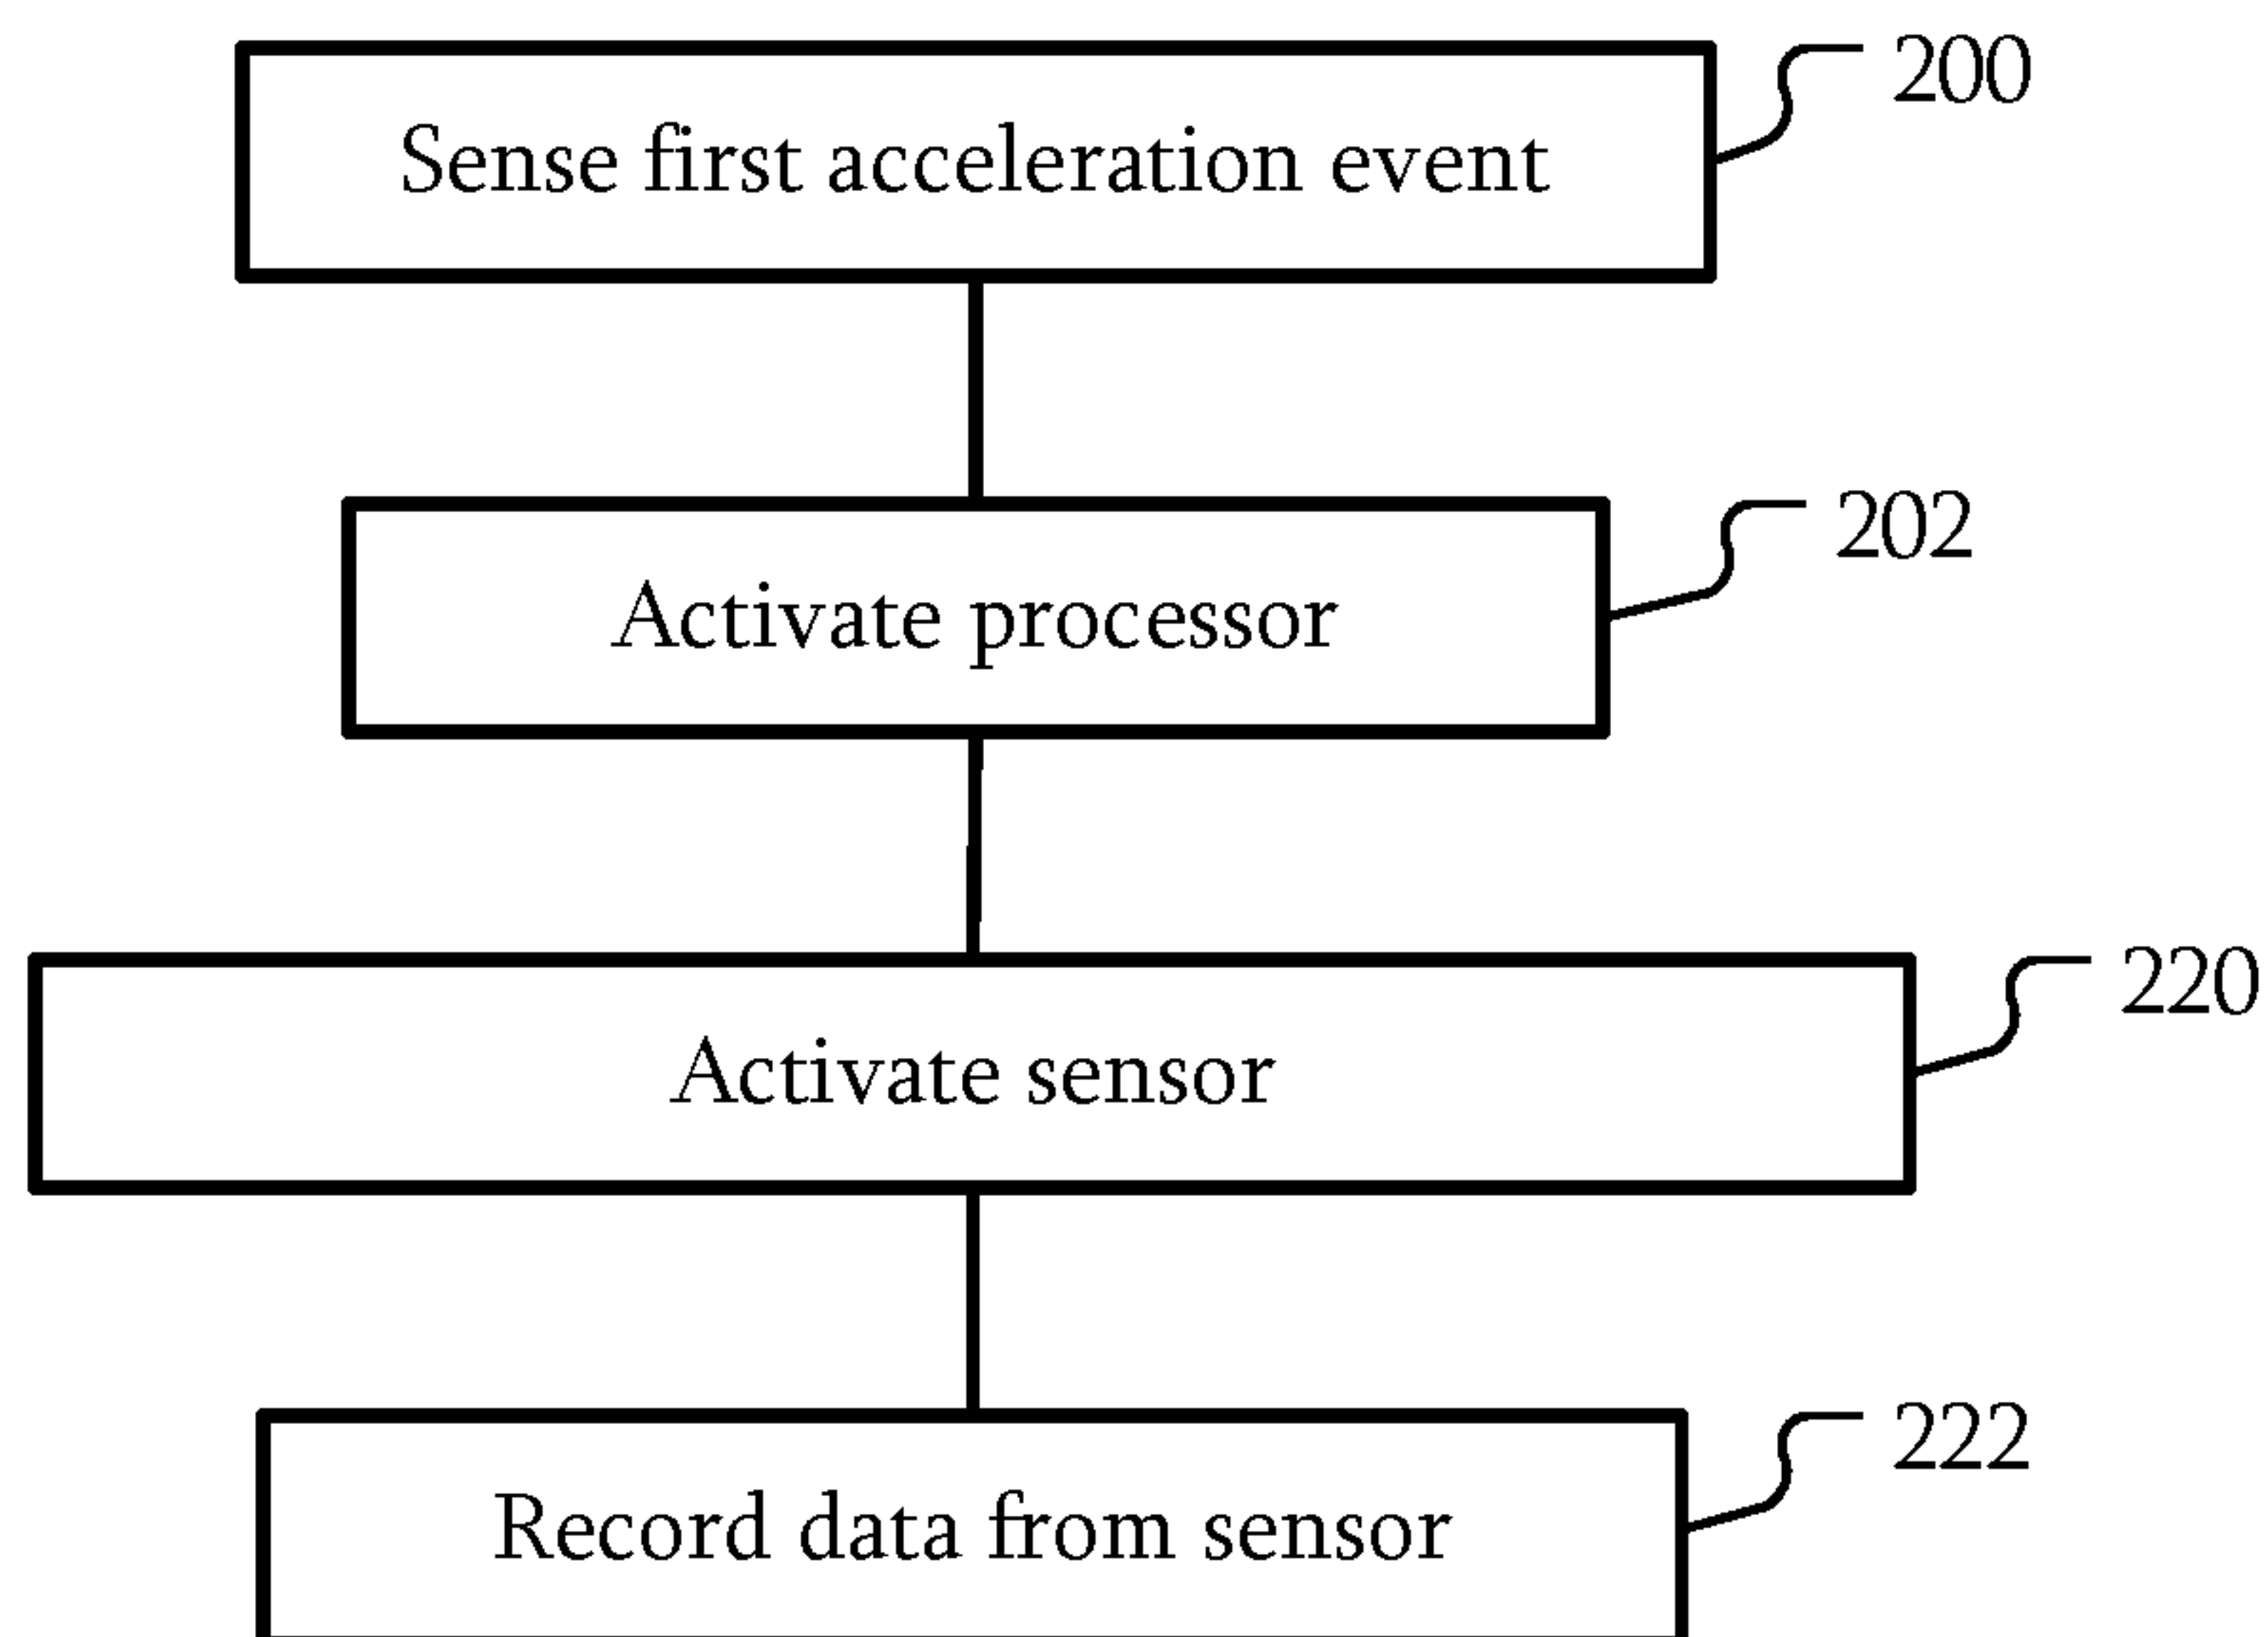 Sense first acceleration event
200
Activate processor
202
Activate sensor
220
Record data from sensor
222